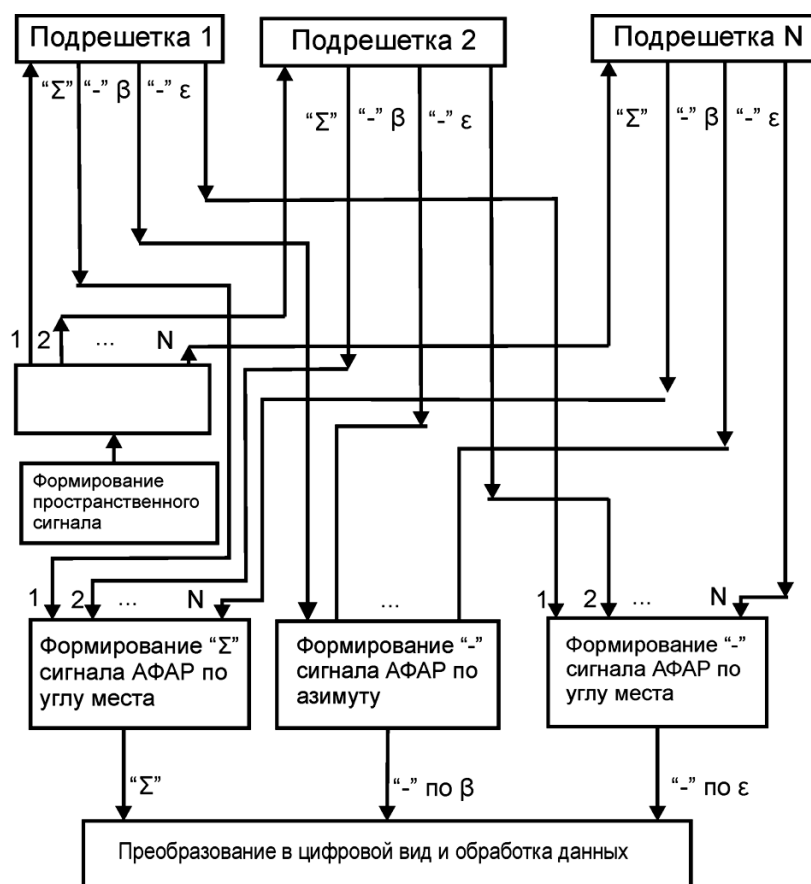 Подрешетка 1
Подрешетка 2
Подрешетка N
“Σ” “-” β “-” ε
“Σ” “-” β “-” ε
“Σ” “-” β “-” ε
1 2 ... N
Формирование
пространственного
сигнала
1 2 ... N
...
1 2 ... N
Формирование “Σ”
сигнала АФАР по
углу места
Формирование “-”
сигнала АФАР по
азимуту
Формирование “-”
сигнала АФАР по
углу места
“Σ”
“-” по β
“-” по ε
Преобразование в цифровой вид и обработка данных